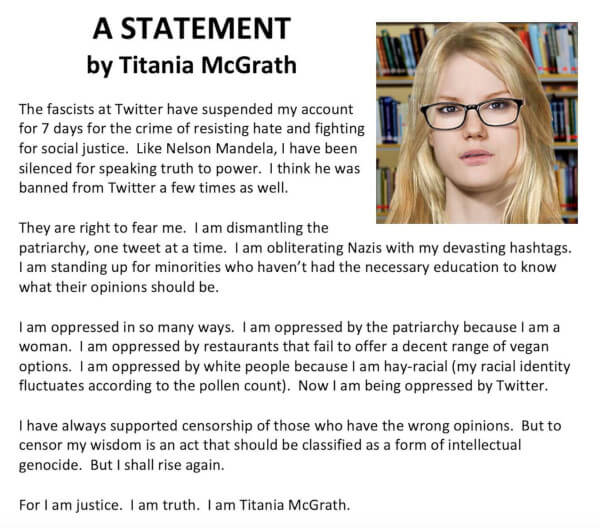 A STATEMENT
by Titania McGrath
The fascists at Twitter have suspended my account
for 7 days for the crime of resisting hate and fighting
for social justice.  Like Nelson Mandela, I have been
silenced for speaking truth to power.  I think he was
banned from Twitter a few times as well.
They are right to fear me.  I am dismantling the
patriarchy, one tweet at a time.  I am obliterating Nazis with my devasting hashtags.
I am standing up for minorities who haven't had the necessary education to know
what their opinions should be.
I am oppressed in so many ways.  I am oppressed by the patriarchy because I am a
woman.  I am oppressed by restaurants that fail to offer a decent range of vegan
options.  I am oppressed by white people because I am hay-racial (my racial identity
fluctuates according to the pollen count).  Now I am being oppressed by Twitter.
I have always supported censorship of those who have the wrong opinions.  But to
censor my wisdom is an act that should be classified as a form of intellectual
genocide.  But I shall rise again.
For I am justice.  I am truth.  I am Titania McGrath.